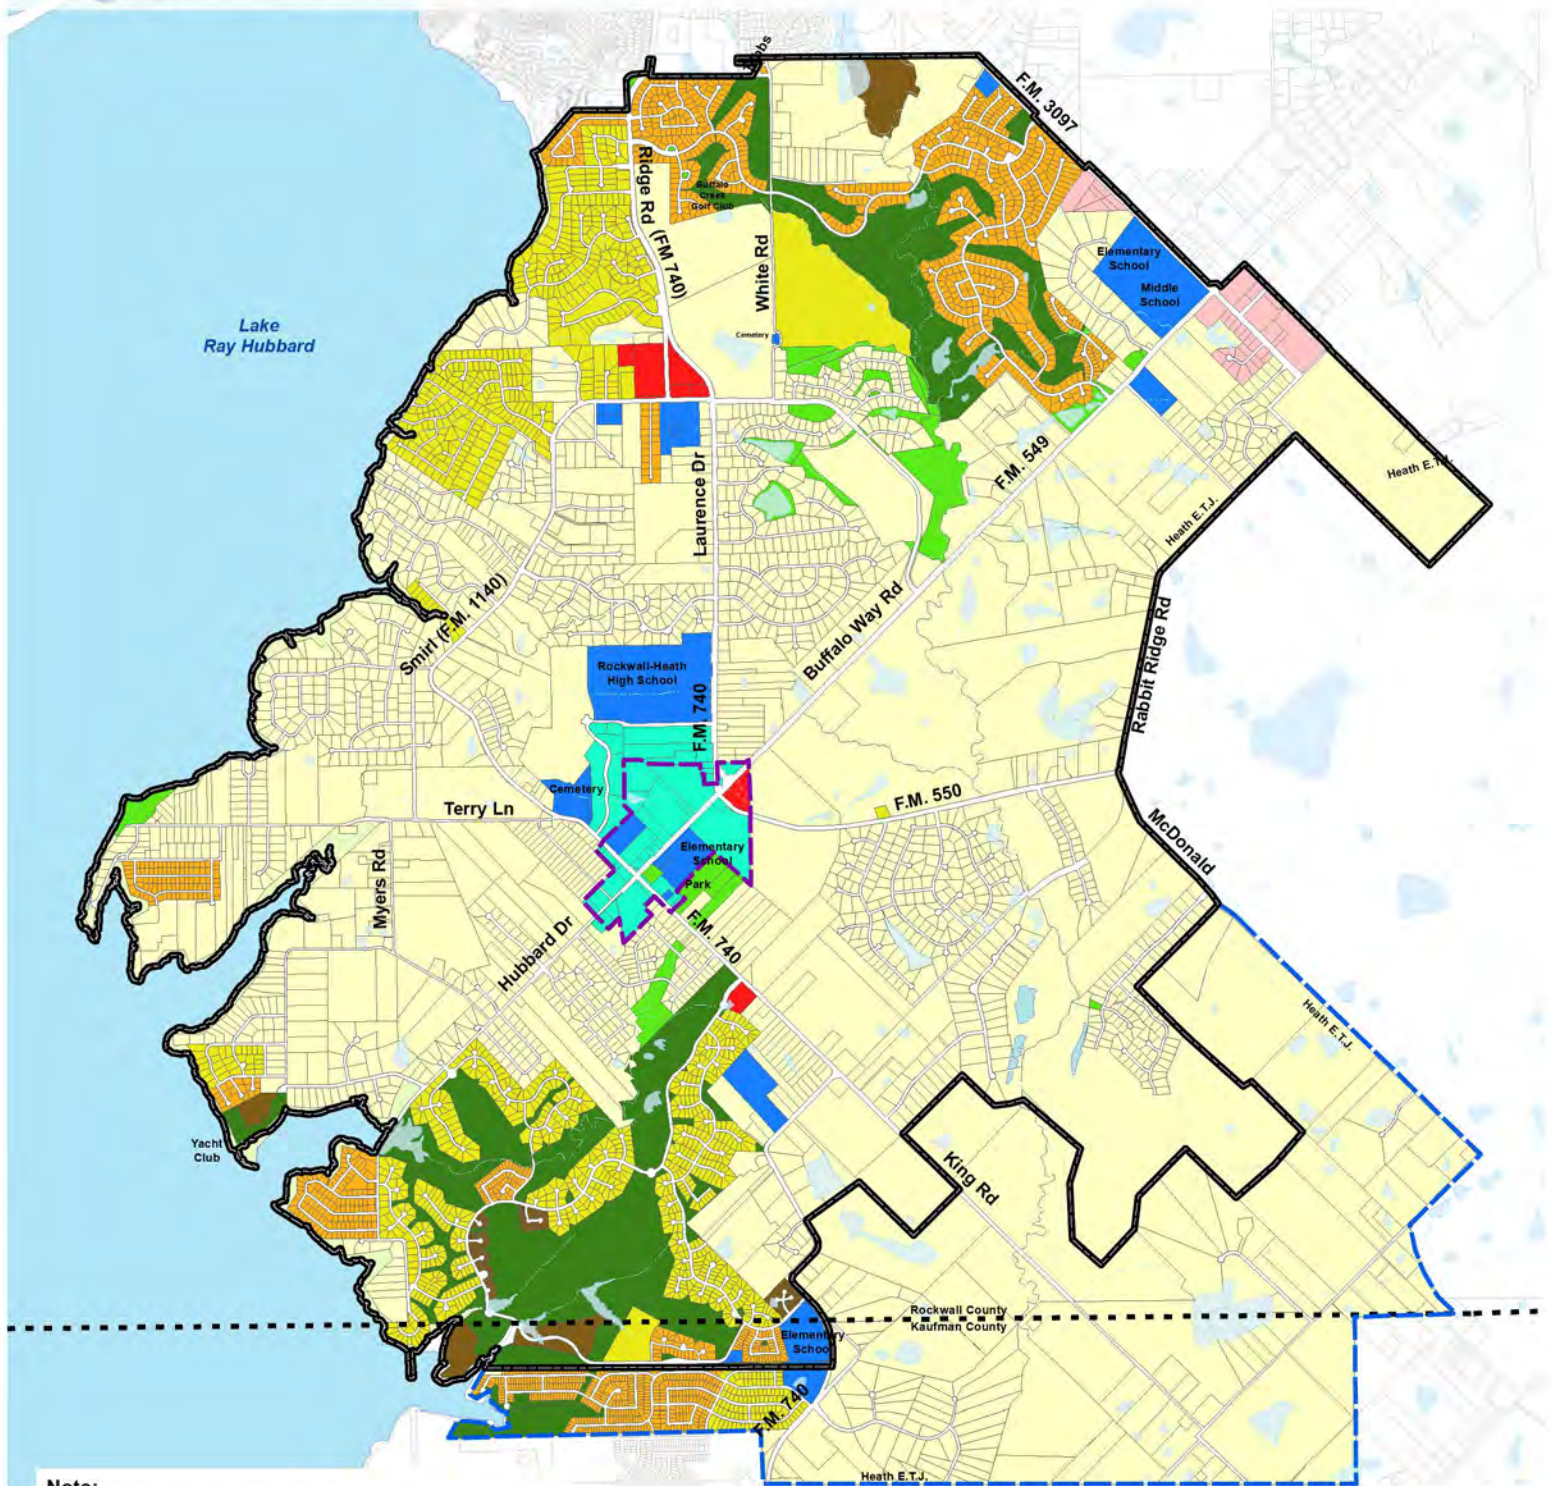 F.M. 3097
Ridge Rd (FM 740)
Buffalo
Creek
Golf Club
White Rd
Elementary
School
Middle
School
Lake
Ray Hubbard
Cemetery
Heath E.T.J.
F.M. 549
Laurence Dr
Heath E.T.J.
Smirl (F.M. 1140)
Buffalo Way Rd
Rabbit Ridge Rd
Rockwall-Heath
High School
F.M. 740
Cemetery
Terry Ln
F.M. 550
McDonald
Elementary
School
Park
Myers Rd
F.M. 740
Hubbard Dr
Heath E.T.J.
Yacht
Club
King Rd
Rockwall County
Kaufman County
Elementary
School
F.M. 740
Heath E.T.J.
Note: